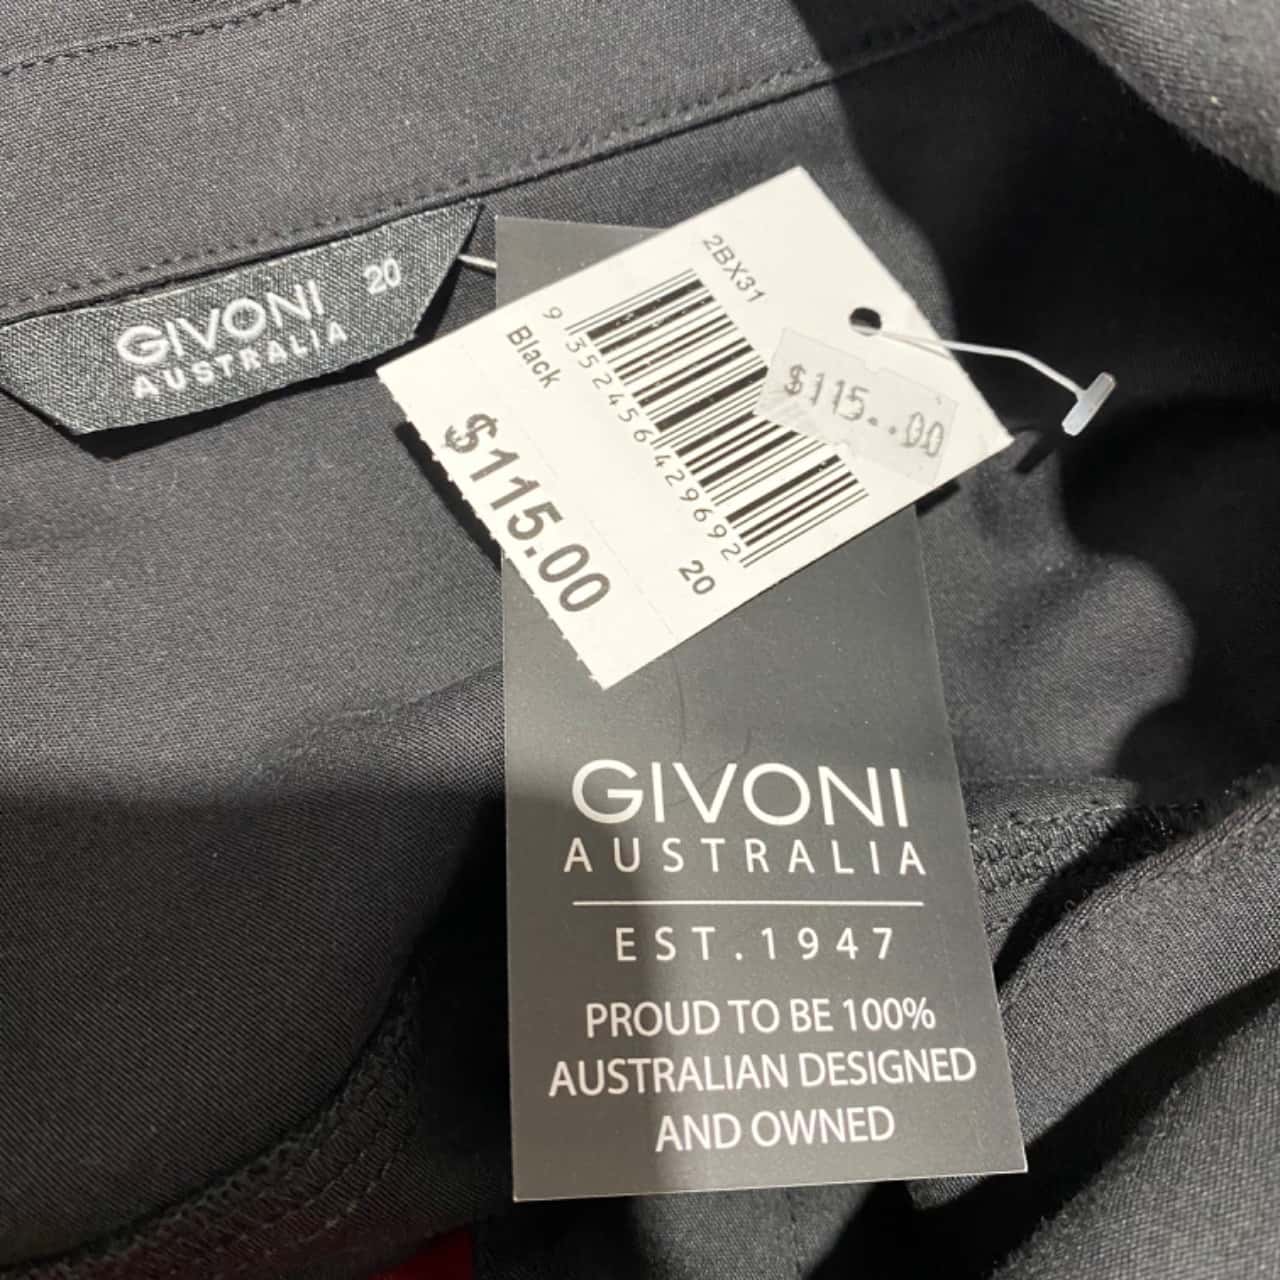 GIVONI 20
AUSTRALIA
2BX31
9 352456 429692
Black
20
$115.00
$115..00
GIVONI
AUSTRALIA
EST.1947
PROUD TO BE 100%
AUSTRALIAN DESIGNED
AND OWNED